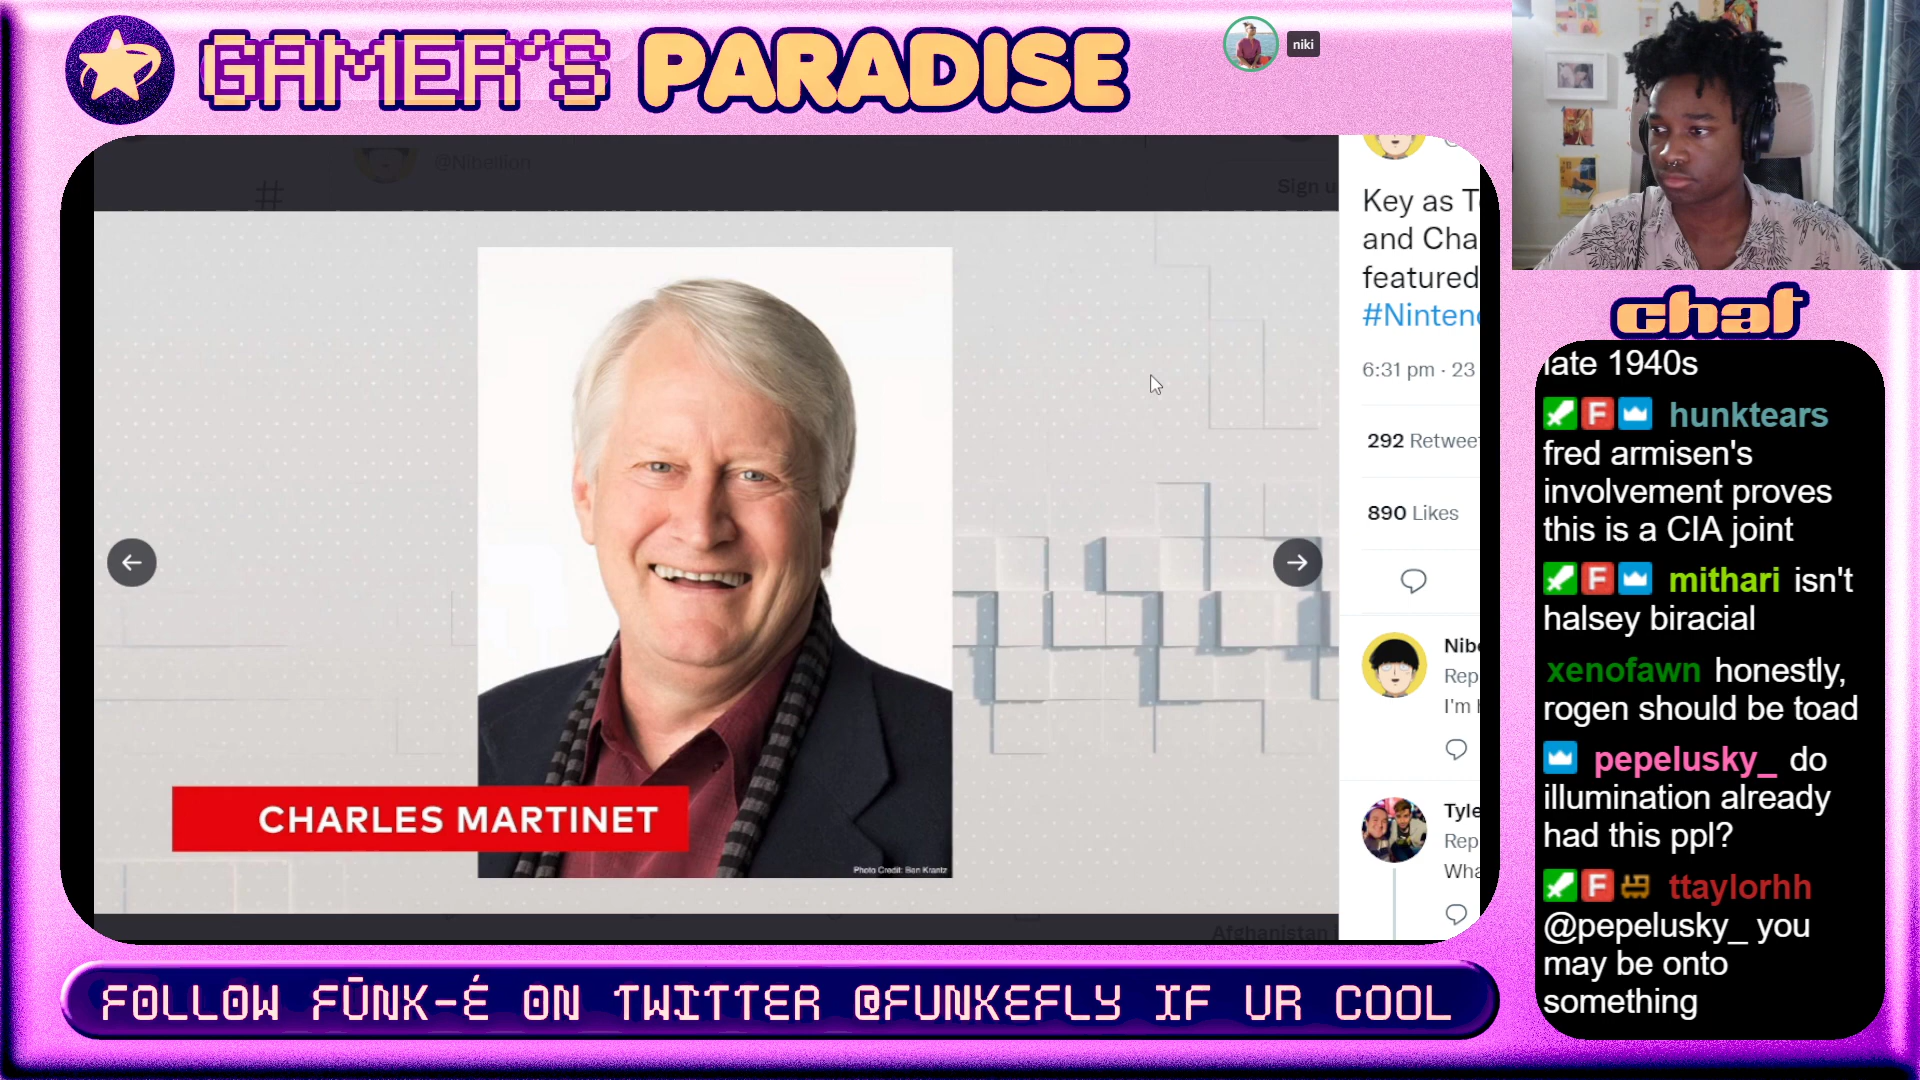 GAMER'S PARADISE
niki
@Nibellion
#
Sign u
Key as T
and Cha
featured
#Ninten
6:31 pm · 23
292 Retwee
890 Likes
Nibe
Rep
I'm
Tyle
Rep
Wha
CHARLES MARTINET
Photo Credit: Ben Krantz
Afghanistan
chat
late 1940s
hunktears
fred armisen's
involvement proves
this is a CIA joint
mithari isn't
halsey biracial
xenofawn honestly,
rogen should be toad
pepelusky_ do
illumination already
had this ppl?
ttaylorhh
@pepelusky_ you
may be onto
something
FOLLOW FŪNK-É ON TWITTER @FUNKEFLY IF UR COOL